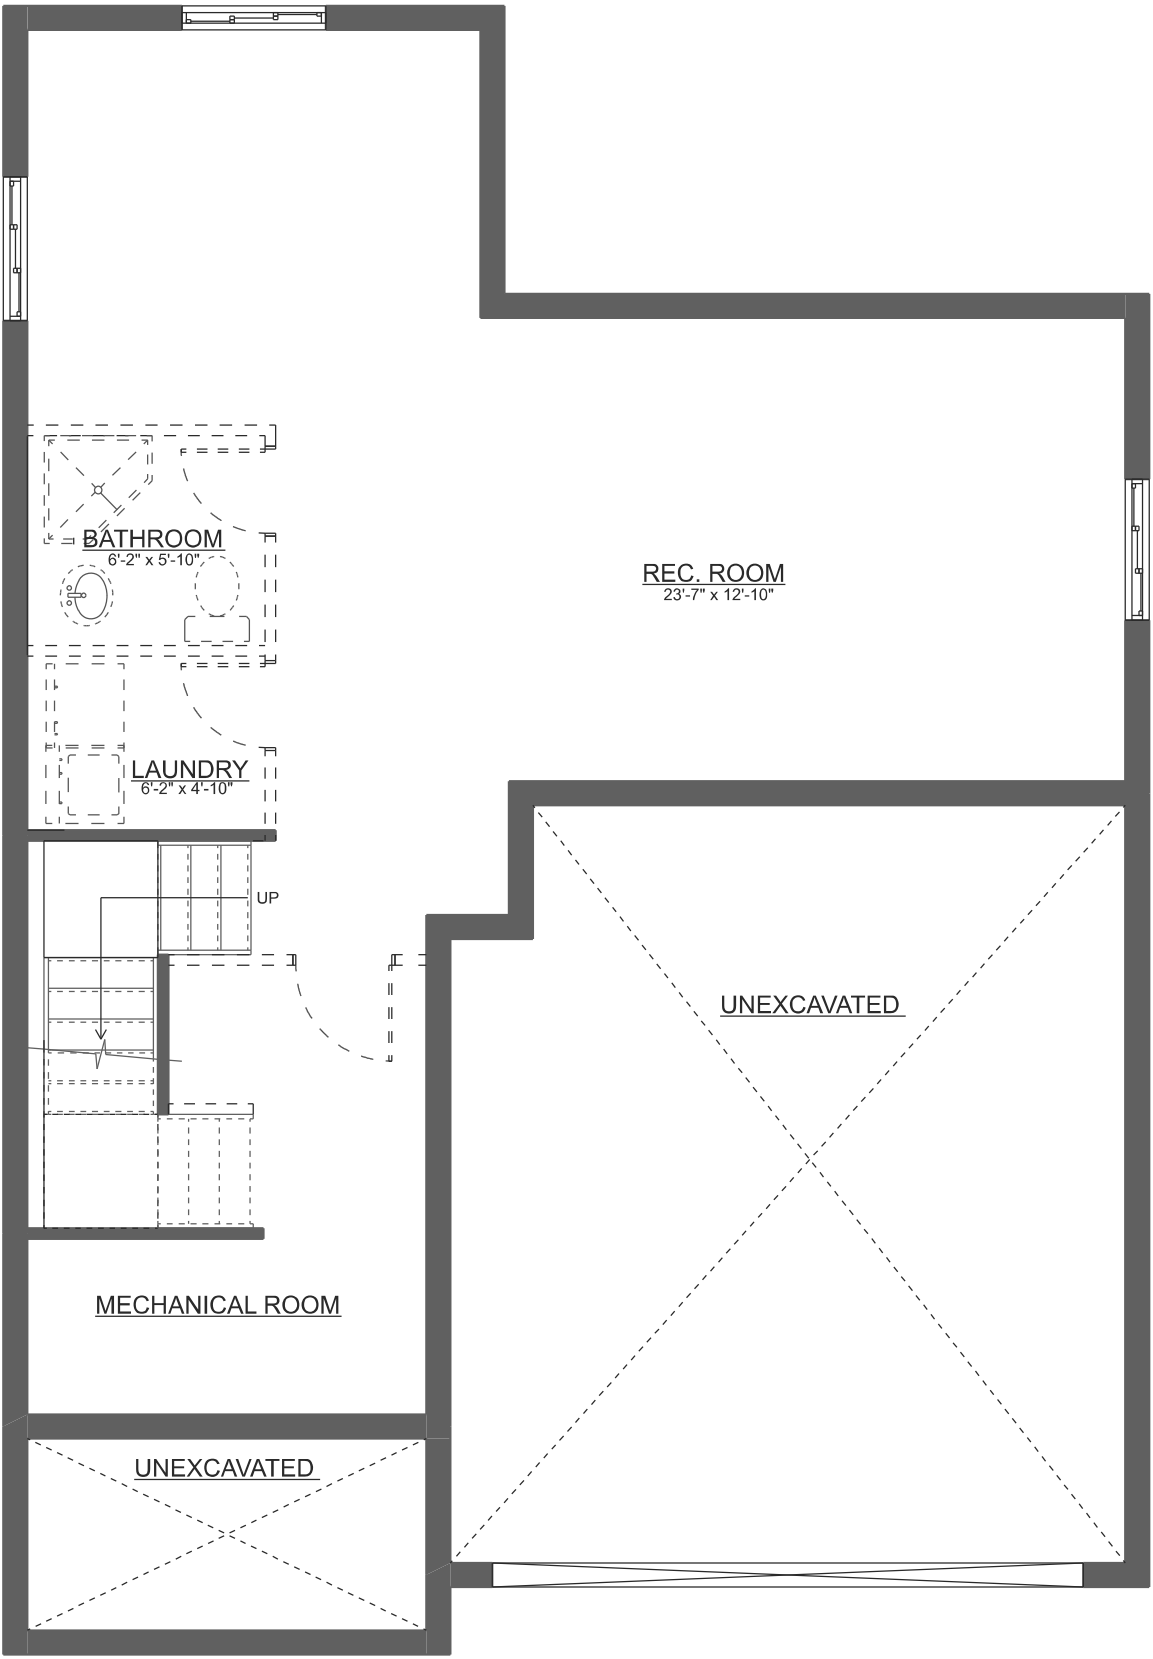 BATHROOM
6'-2" x 5'-10"
REC. ROOM
23'-7" x 12'-10"
LAUNDRY
6'-2" x 4'-10"
UP
UNEXCAVATED
MECHANICAL ROOM
UNEXCAVATED